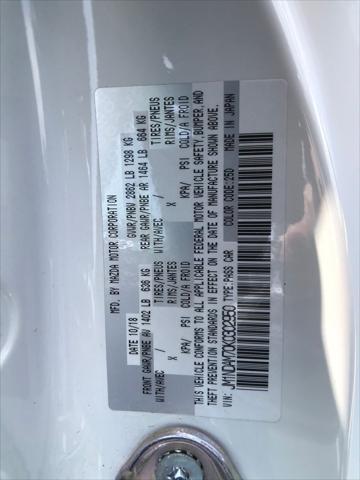 MFD. BY MAZDA MOTOR CORPORATION
DATE 10/18 GVWR/PNBV 2862 LB 1298 KG
FRONT GAWR/PNBE AV 1402 LB 636 KG REAR GAWR/PNBE AR 1464 LB 664 KG
WITH/AVEC / TIRES/PNEUS WITH/AVEC / TIRES/PNEUS
X RIMS/JANTES X RIMS/JANTES
KPA/ PSI COLD/A FROID KPA/ PSI COLD/A FROID
THIS VEHICLE CONFORMS TO ALL APPLICABLE FEDERAL MOTOR VEHICLE SAFETY, BUMPER, AND
THEFT PREVENTION STANDARDS IN EFFECT ON THE DATE OF MANUFACTURE SHOWN ABOVE.
VIN: TYPE: PASS CAR COLOR CODE: 25D MADE IN JAPAN